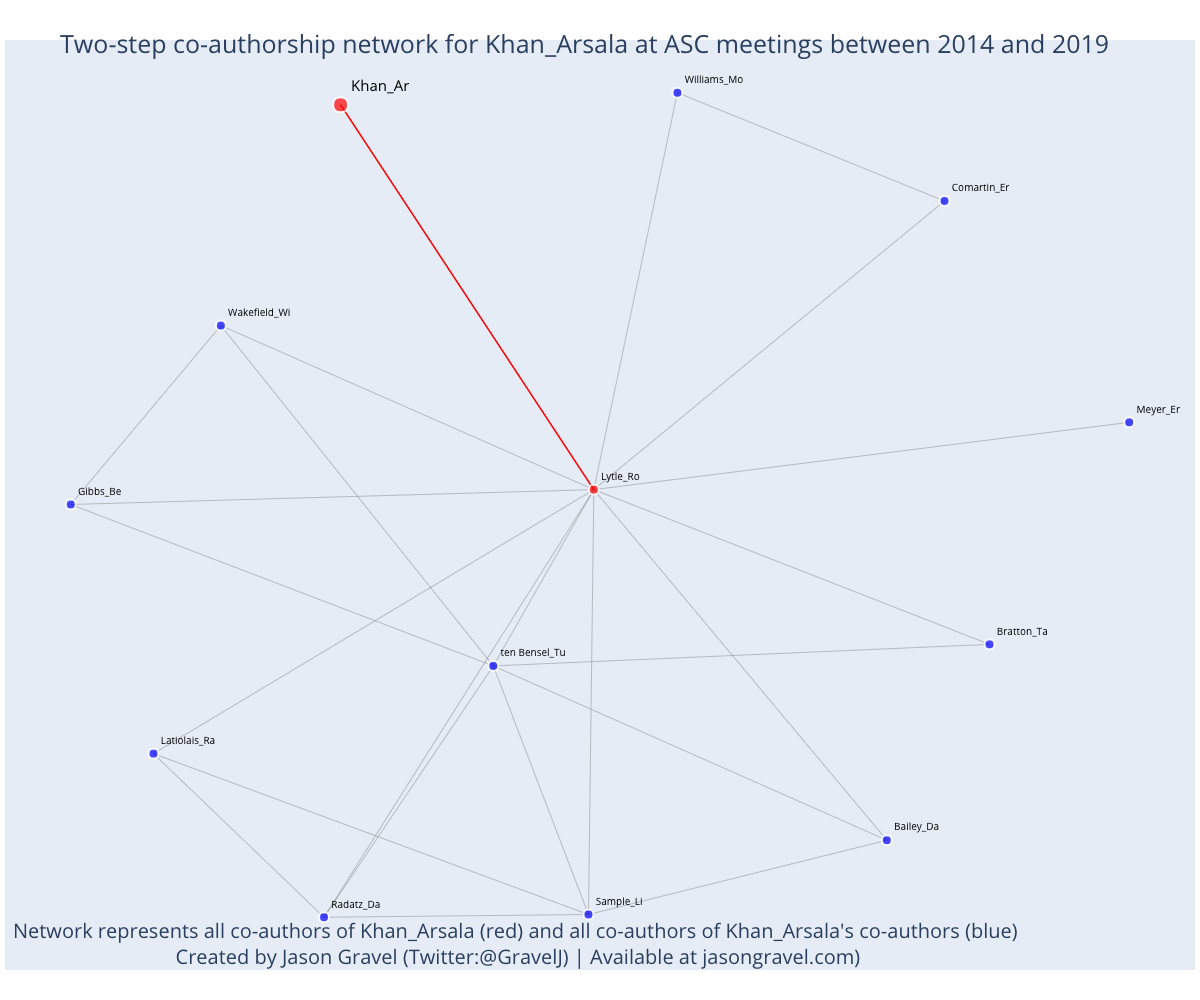 Two-step co-authorship network for Khan_Arsala at ASC meetings between 2014 and 2019
Williams_Mo
Khan_Ar
Comartin_Er
Wakefield_Wi
Meyer_Er
Lytle_Ro
Gibbs_Be
Bratton_Ta
ten Bensel_Tu
Latiolais_Ra
Bailey_Da
Sample_Li
Radatz_Da
Network represents all co-authors of Khan_Arsala (red) and all co-authors of Khan_Arsala's co-authors (blue)
Created by Jason Gravel (Twitter:@GravelJ) | Available at jasongravel.com)